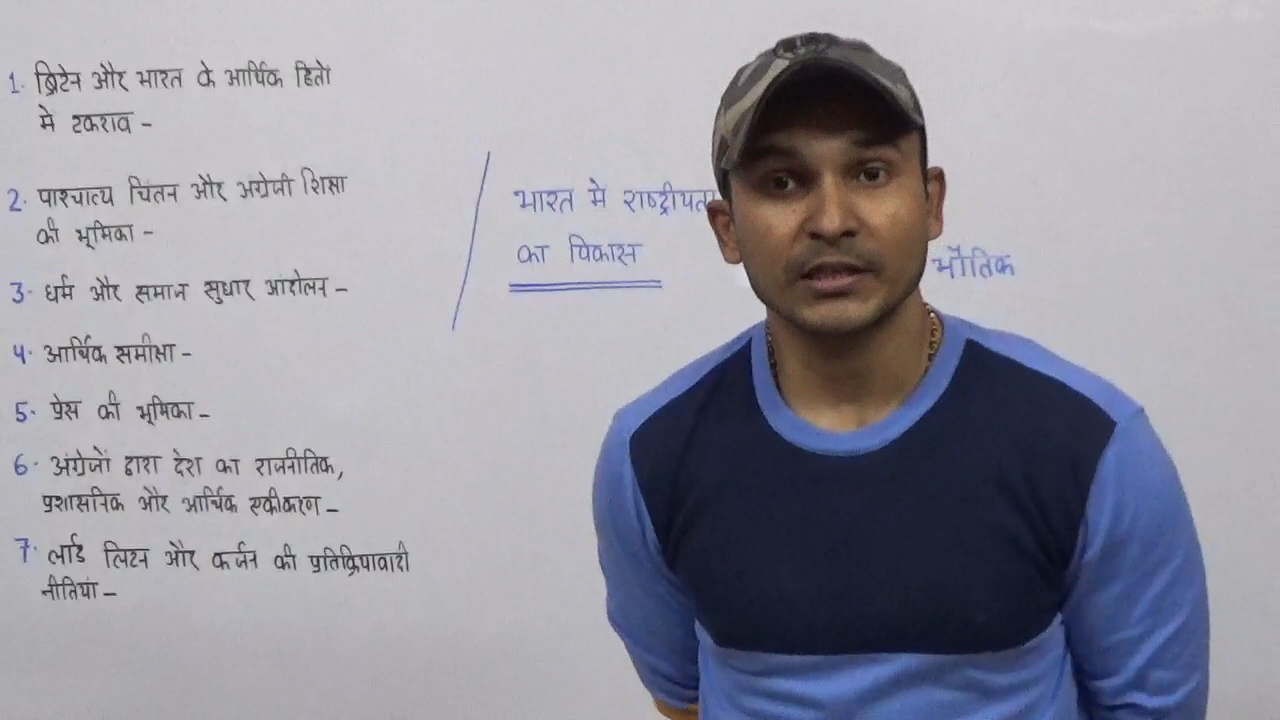 1. ब्रिटेन और भारत के आर्थिक हितो
मे टकराव -
2. पाश्चात्य चिंतन और अंग्रेजी शिक्षा
की भूमिका -
3. धर्म और समाज सुधार आंदोलन -
4. आर्थिक समीक्षा -
5. प्रेस की भूमिका -
6. अंग्रेजों द्वारा देश का राजनीतिक,
प्रशासनिक और आर्थिक एकीकरण -
7. लार्ड लिटन और कर्जन की प्रतिक्रियावादी
नीतियां -
भारत मे राष्ट्रीयता
का विकास
भौतिक